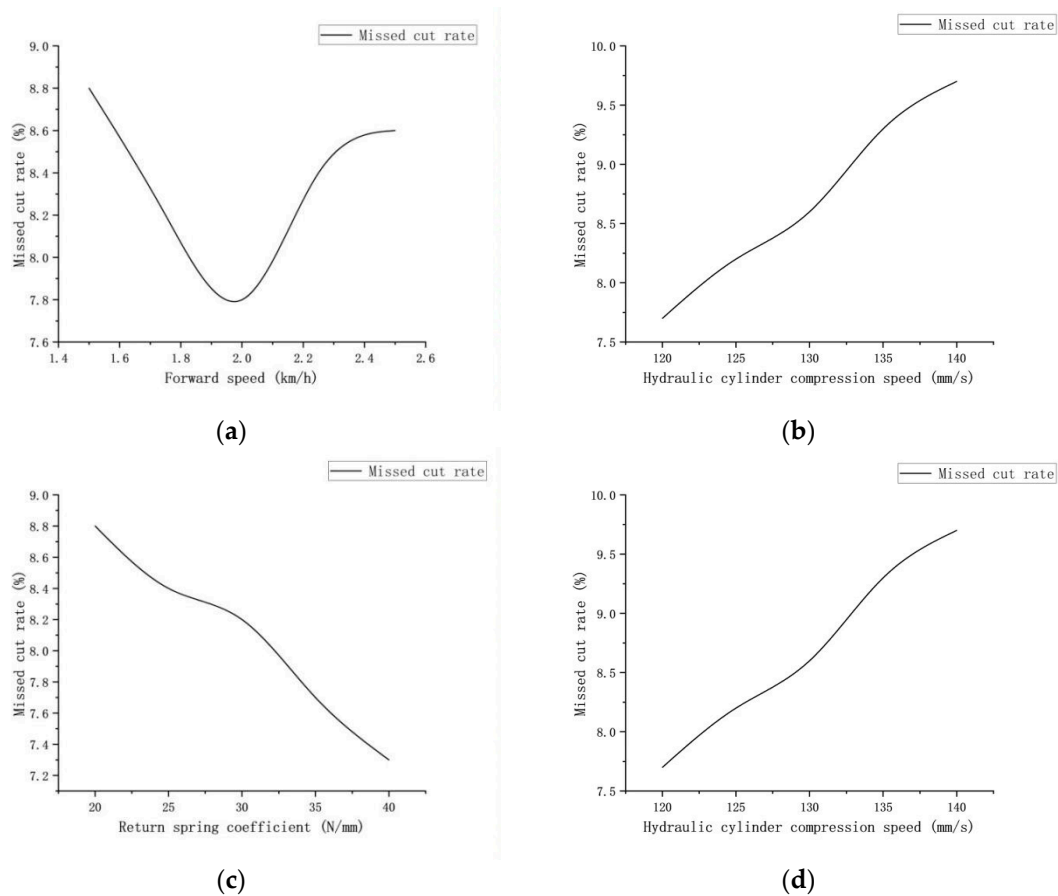 Missed cut rate
9.0
8.8
8.6
8.4
8.2
8.0
7.8
7.6
Missed cut rate (%)
1.4 1.6 1.8 2.0 2.2 2.4 2.6
Forward speed (km/h)
(a)
Missed cut rate
10.0
9.5
9.0
8.5
8.0
7.5
Missed cut rate (%)
120 125 130 135 140
Hydraulic cylinder compression speed (mm/s)
(b)
Missed cut rate
9.0
8.8
8.6
8.4
8.2
8.0
7.8
7.6
7.4
7.2
Missed cut rate (%)
20 25 30 35 40
Return spring coefficient (N/mm)
(c)
Missed cut rate
10.0
9.5
9.0
8.5
8.0
7.5
Missed cut rate (%)
120 125 130 135 140
Hydraulic cylinder compression speed (mm/s)
(d)